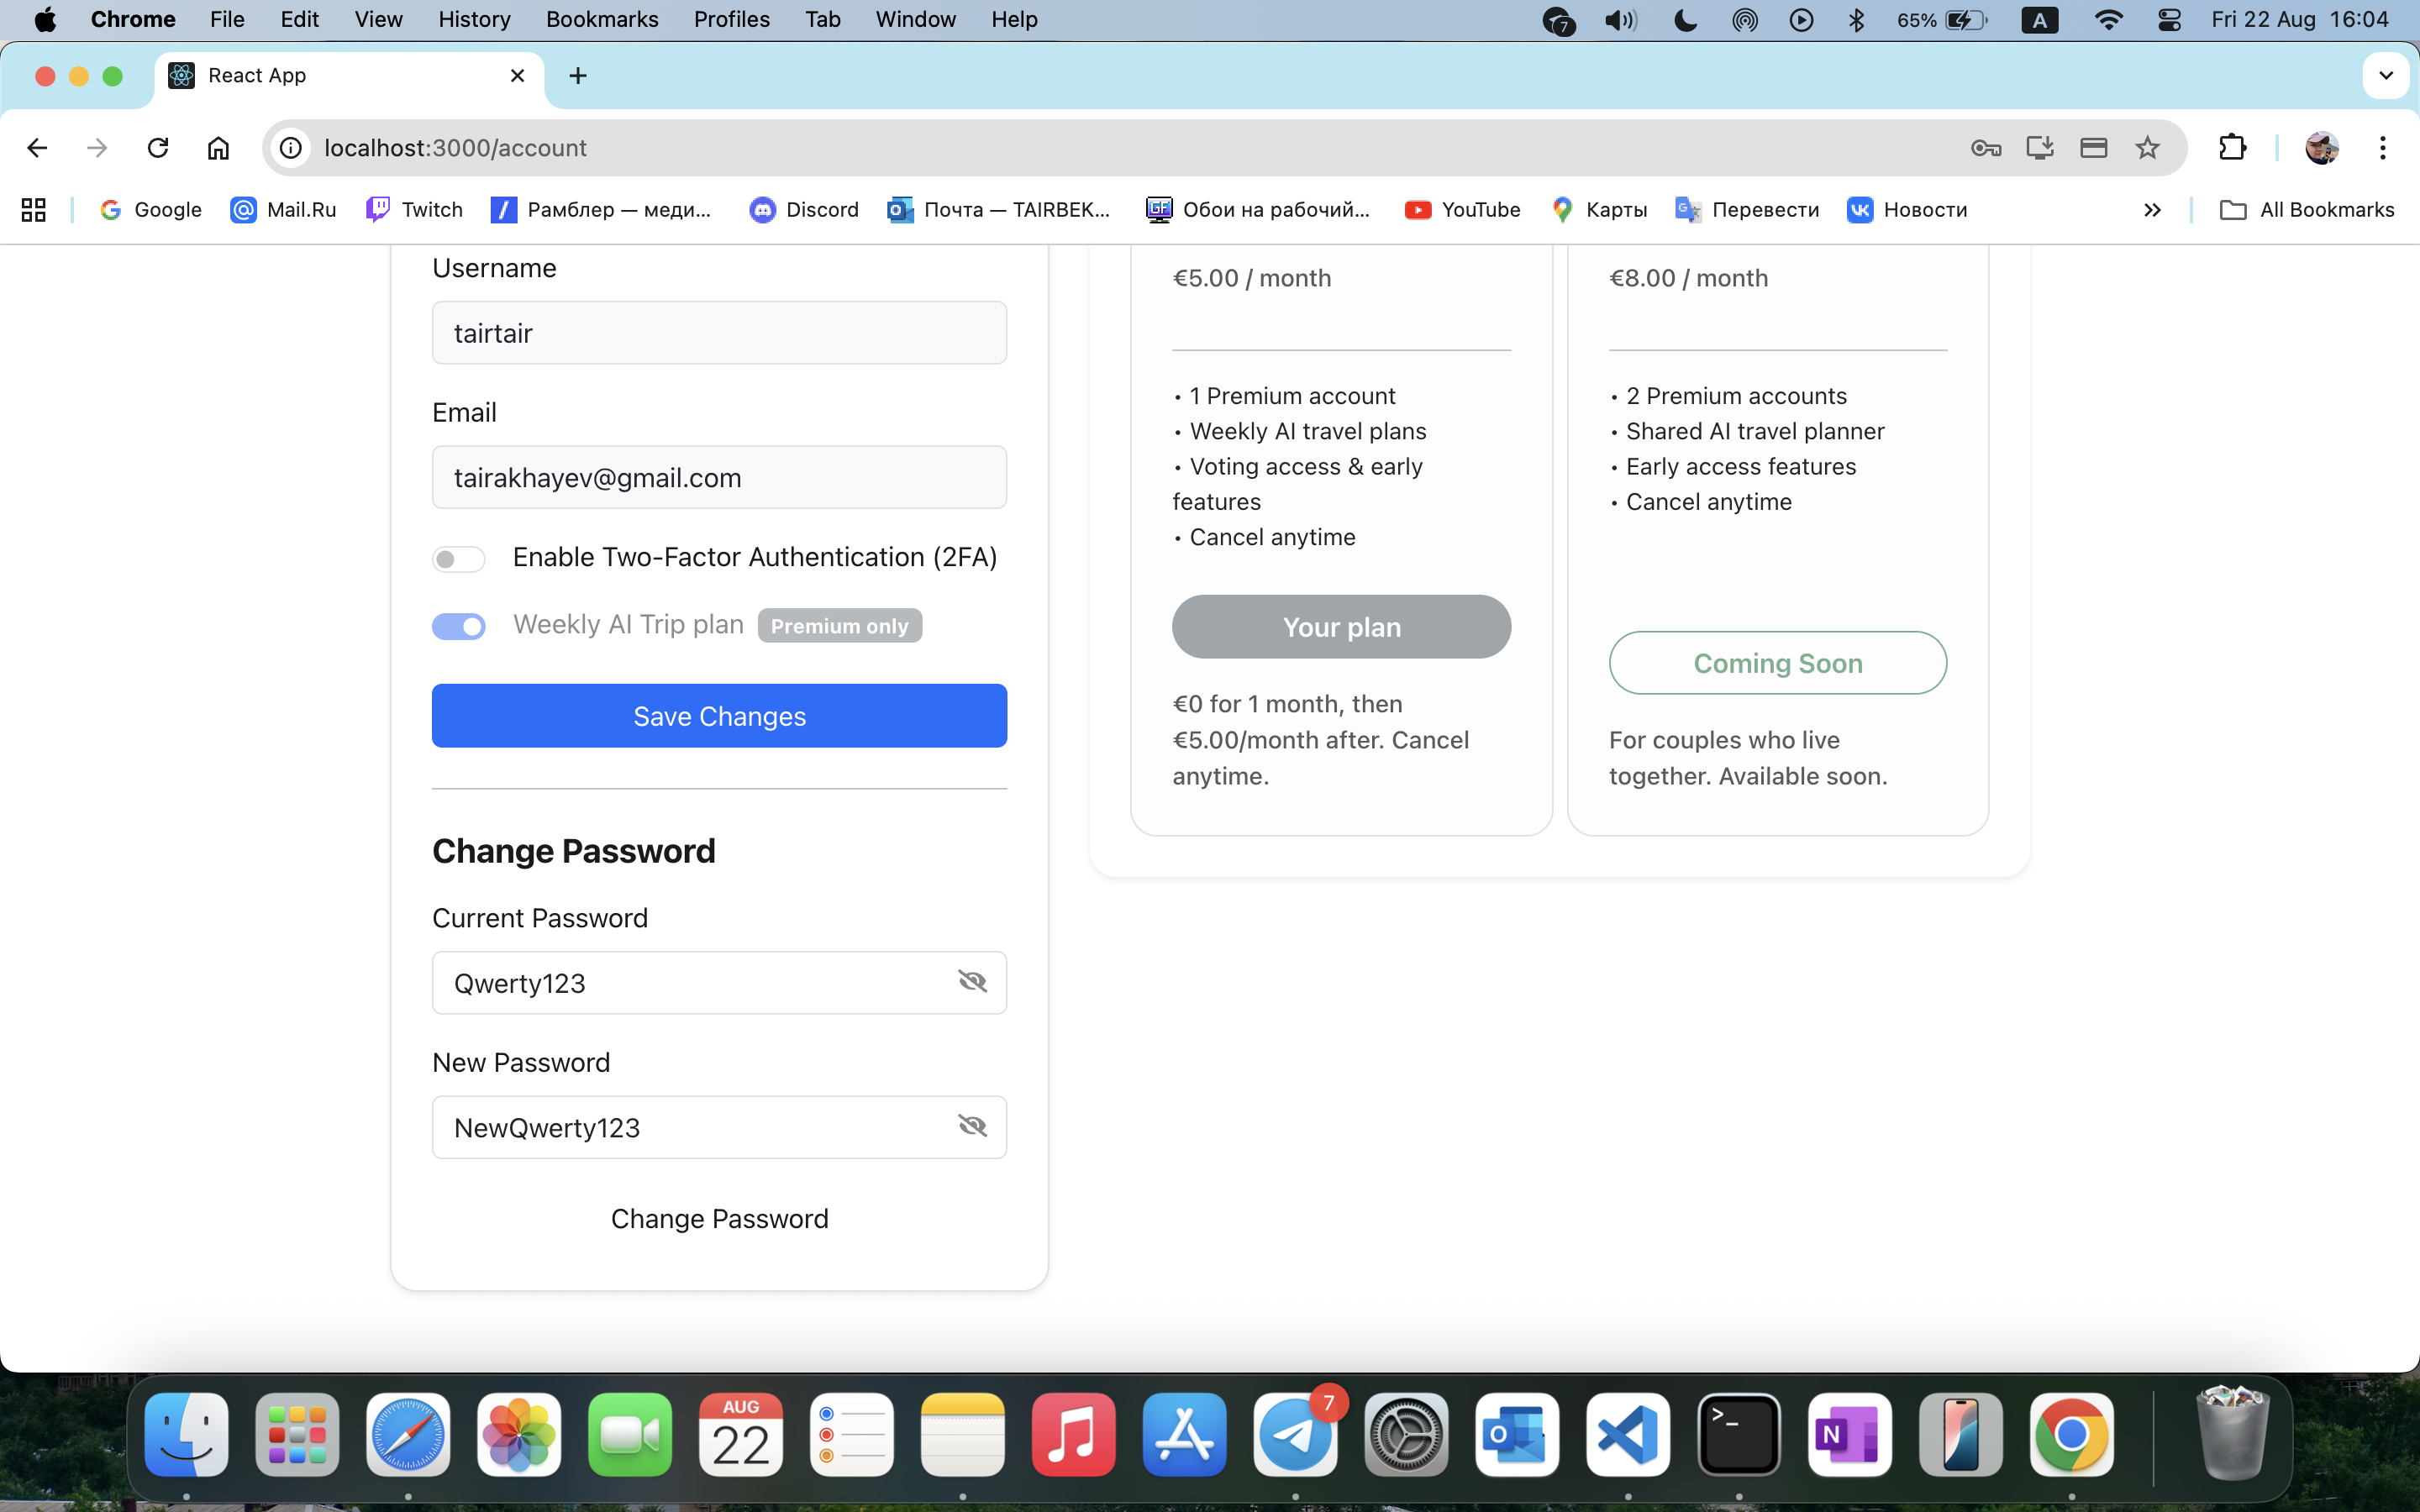 Chrome File Edit View History Bookmarks Profiles Tab Window Help
7
65%
A
Fri 22 Aug 16:04
React App
localhost:3000/account
Google
Mail.Ru
Twitch
Рамблер — меди...
Discord
Почта — TAIRBEK...
Обои на рабочий...
YouTube
Карты
Перевести
Новости
All Bookmarks
Username
tairtair
Email
tairakhayev@gmail.com
Enable Two-Factor Authentication (2FA)
Weekly AI Trip plan Premium only
Save Changes
Change Password
Current Password
Qwerty123
New Password
NewQwerty123
Change Password
€5.00 / month
• 1 Premium account
• Weekly AI travel plans
• Voting access & early
features
• Cancel anytime
Your plan
€0 for 1 month, then
€5.00/month after. Cancel
anytime.
€8.00 / month
• 2 Premium accounts
• Shared AI travel planner
• Early access features
• Cancel anytime
Coming Soon
For couples who live
together. Available soon.
AUG
22
7